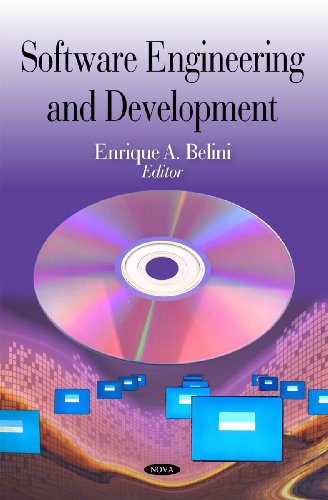 Software Engineering
and Development
Enrique A. Belini
Editor
NOVA